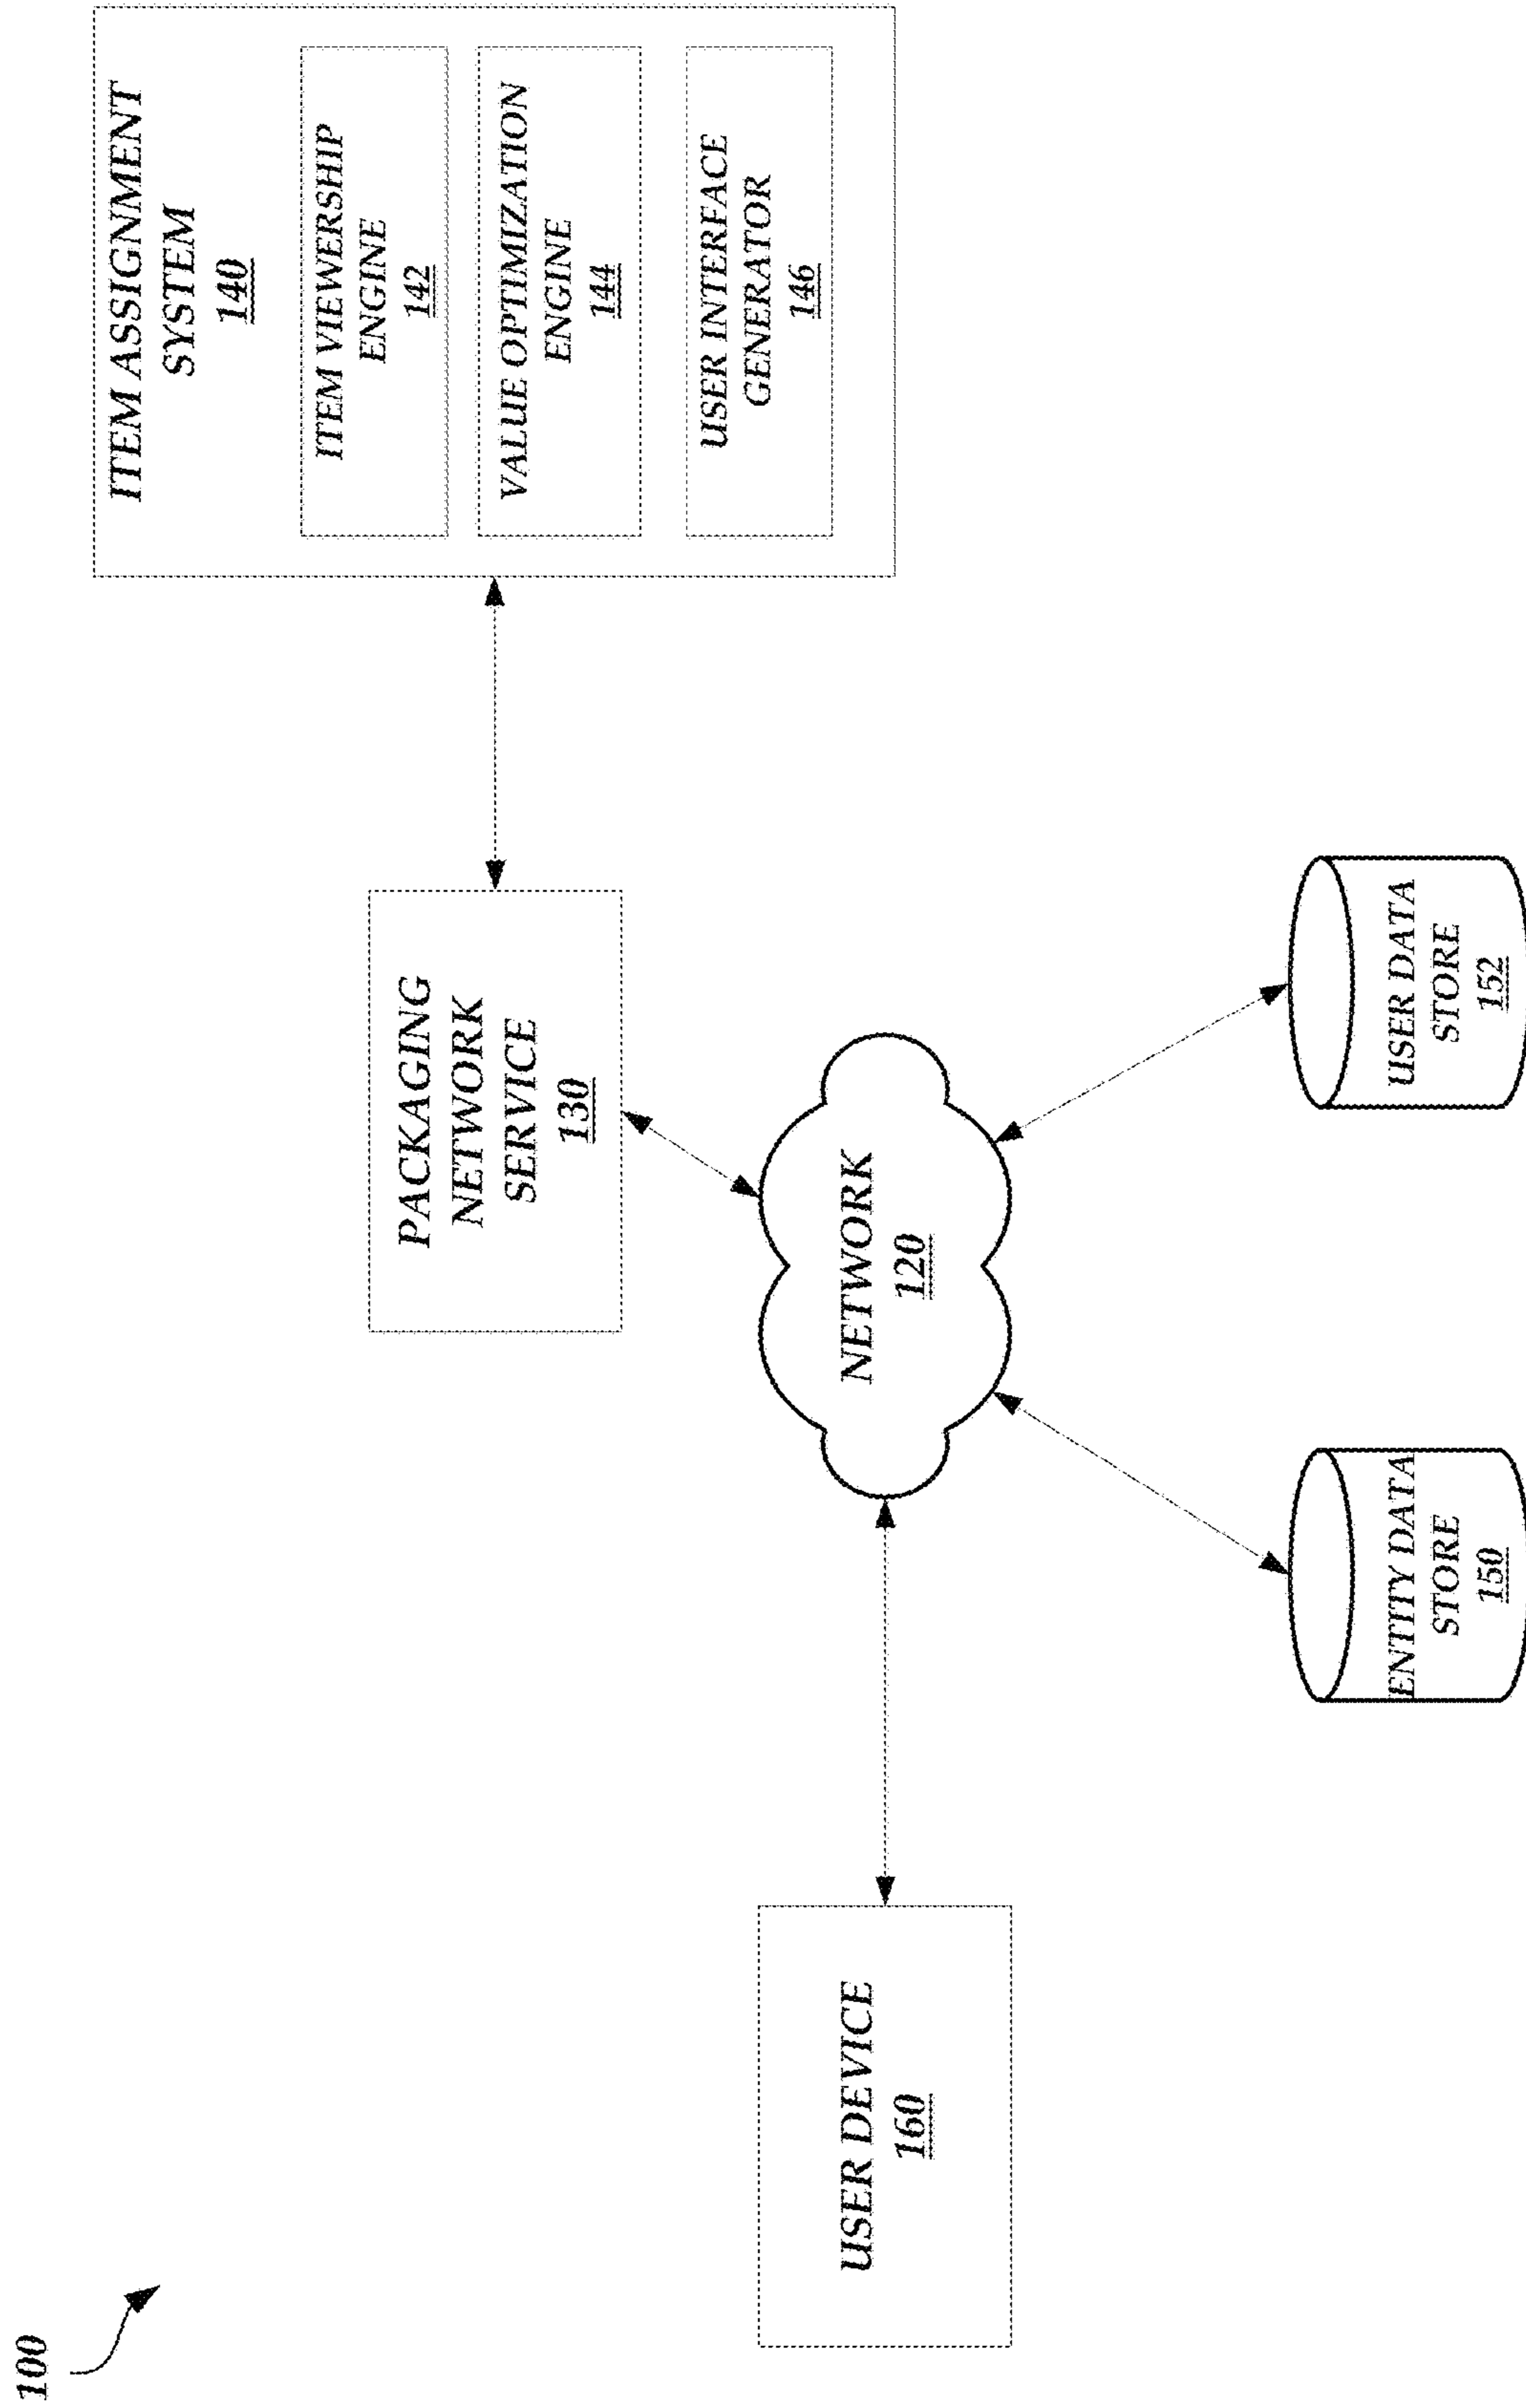 100
ITEM ASSIGNMENT
SYSTEM
140
ITEM VIEWERSHIP
ENGINE
142
VALUE OPTIMIZATION
ENGINE
144
USER INTERFACE
GENERATOR
146
PACKAGING
NETWORK
SERVICE
130
NETWORK
120
USER DEVICE
160
ENTITY DATA
STORE
150
USER DATA
STORE
152